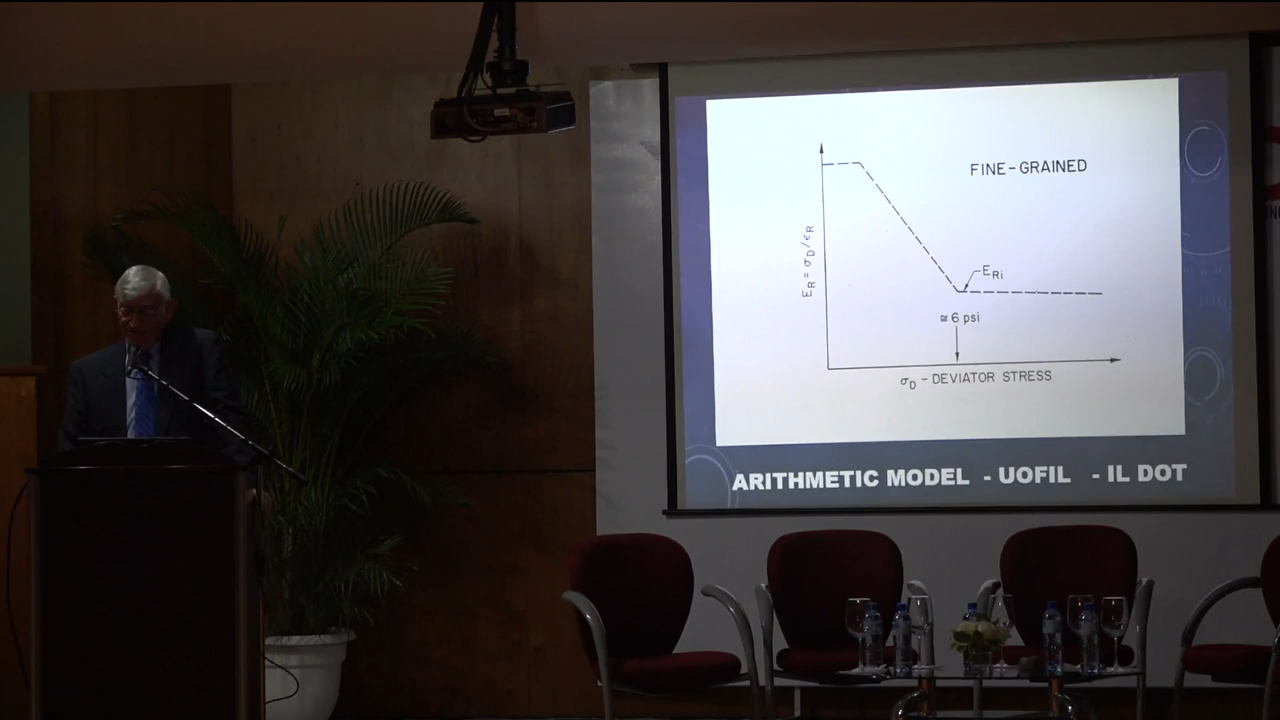 FINE-GRAINED
E_R = σ_D/ε_R
E_Ri
≅ 6 psi
σ_D - DEVIATOR STRESS
ARITHMETIC MODEL - UOFIL - IL DOT